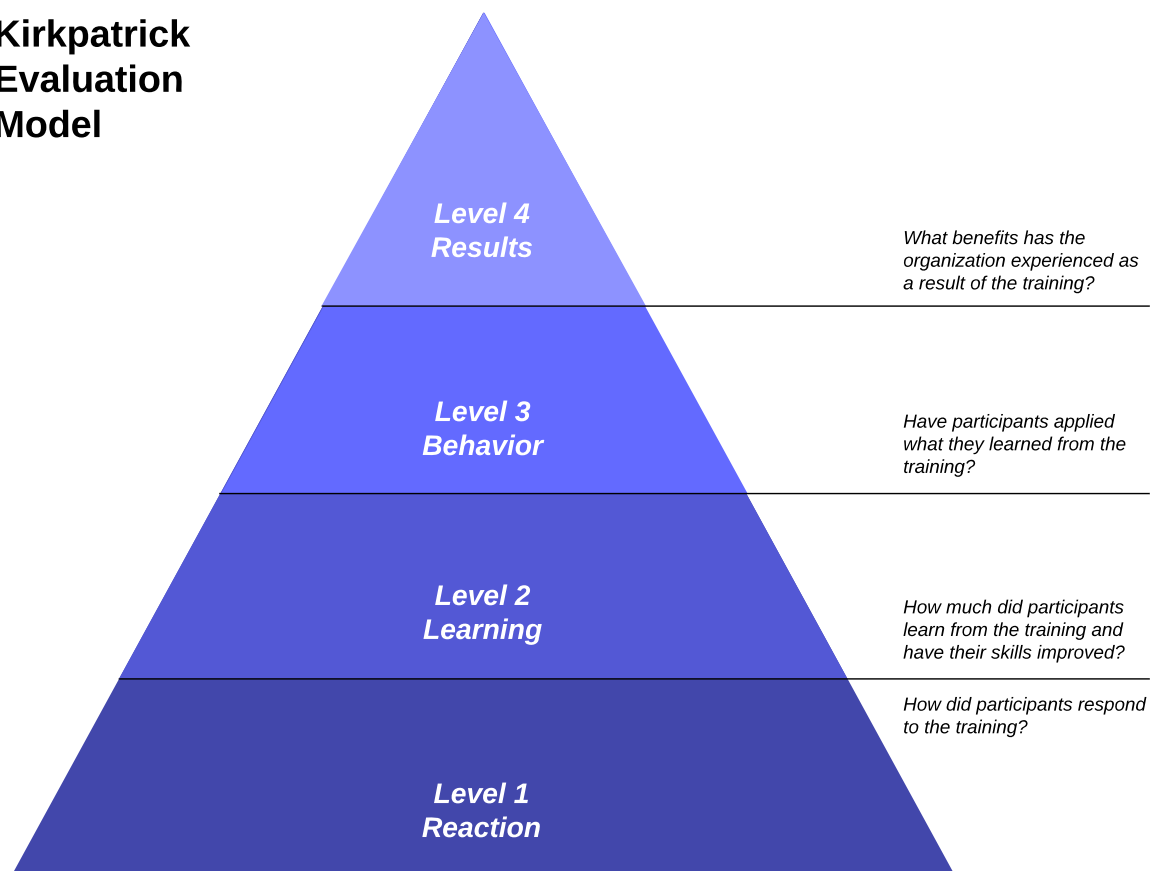 Kirkpatrick
Evaluation
Model
Level 4
Results
What benefits has the
organization experienced as
a result of the training?
Level 3
Behavior
Have participants applied
what they learned from the
training?
Level 2
Learning
How much did participants
learn from the training and
have their skills improved?
Level 1
Reaction
How did participants respond
to the training?